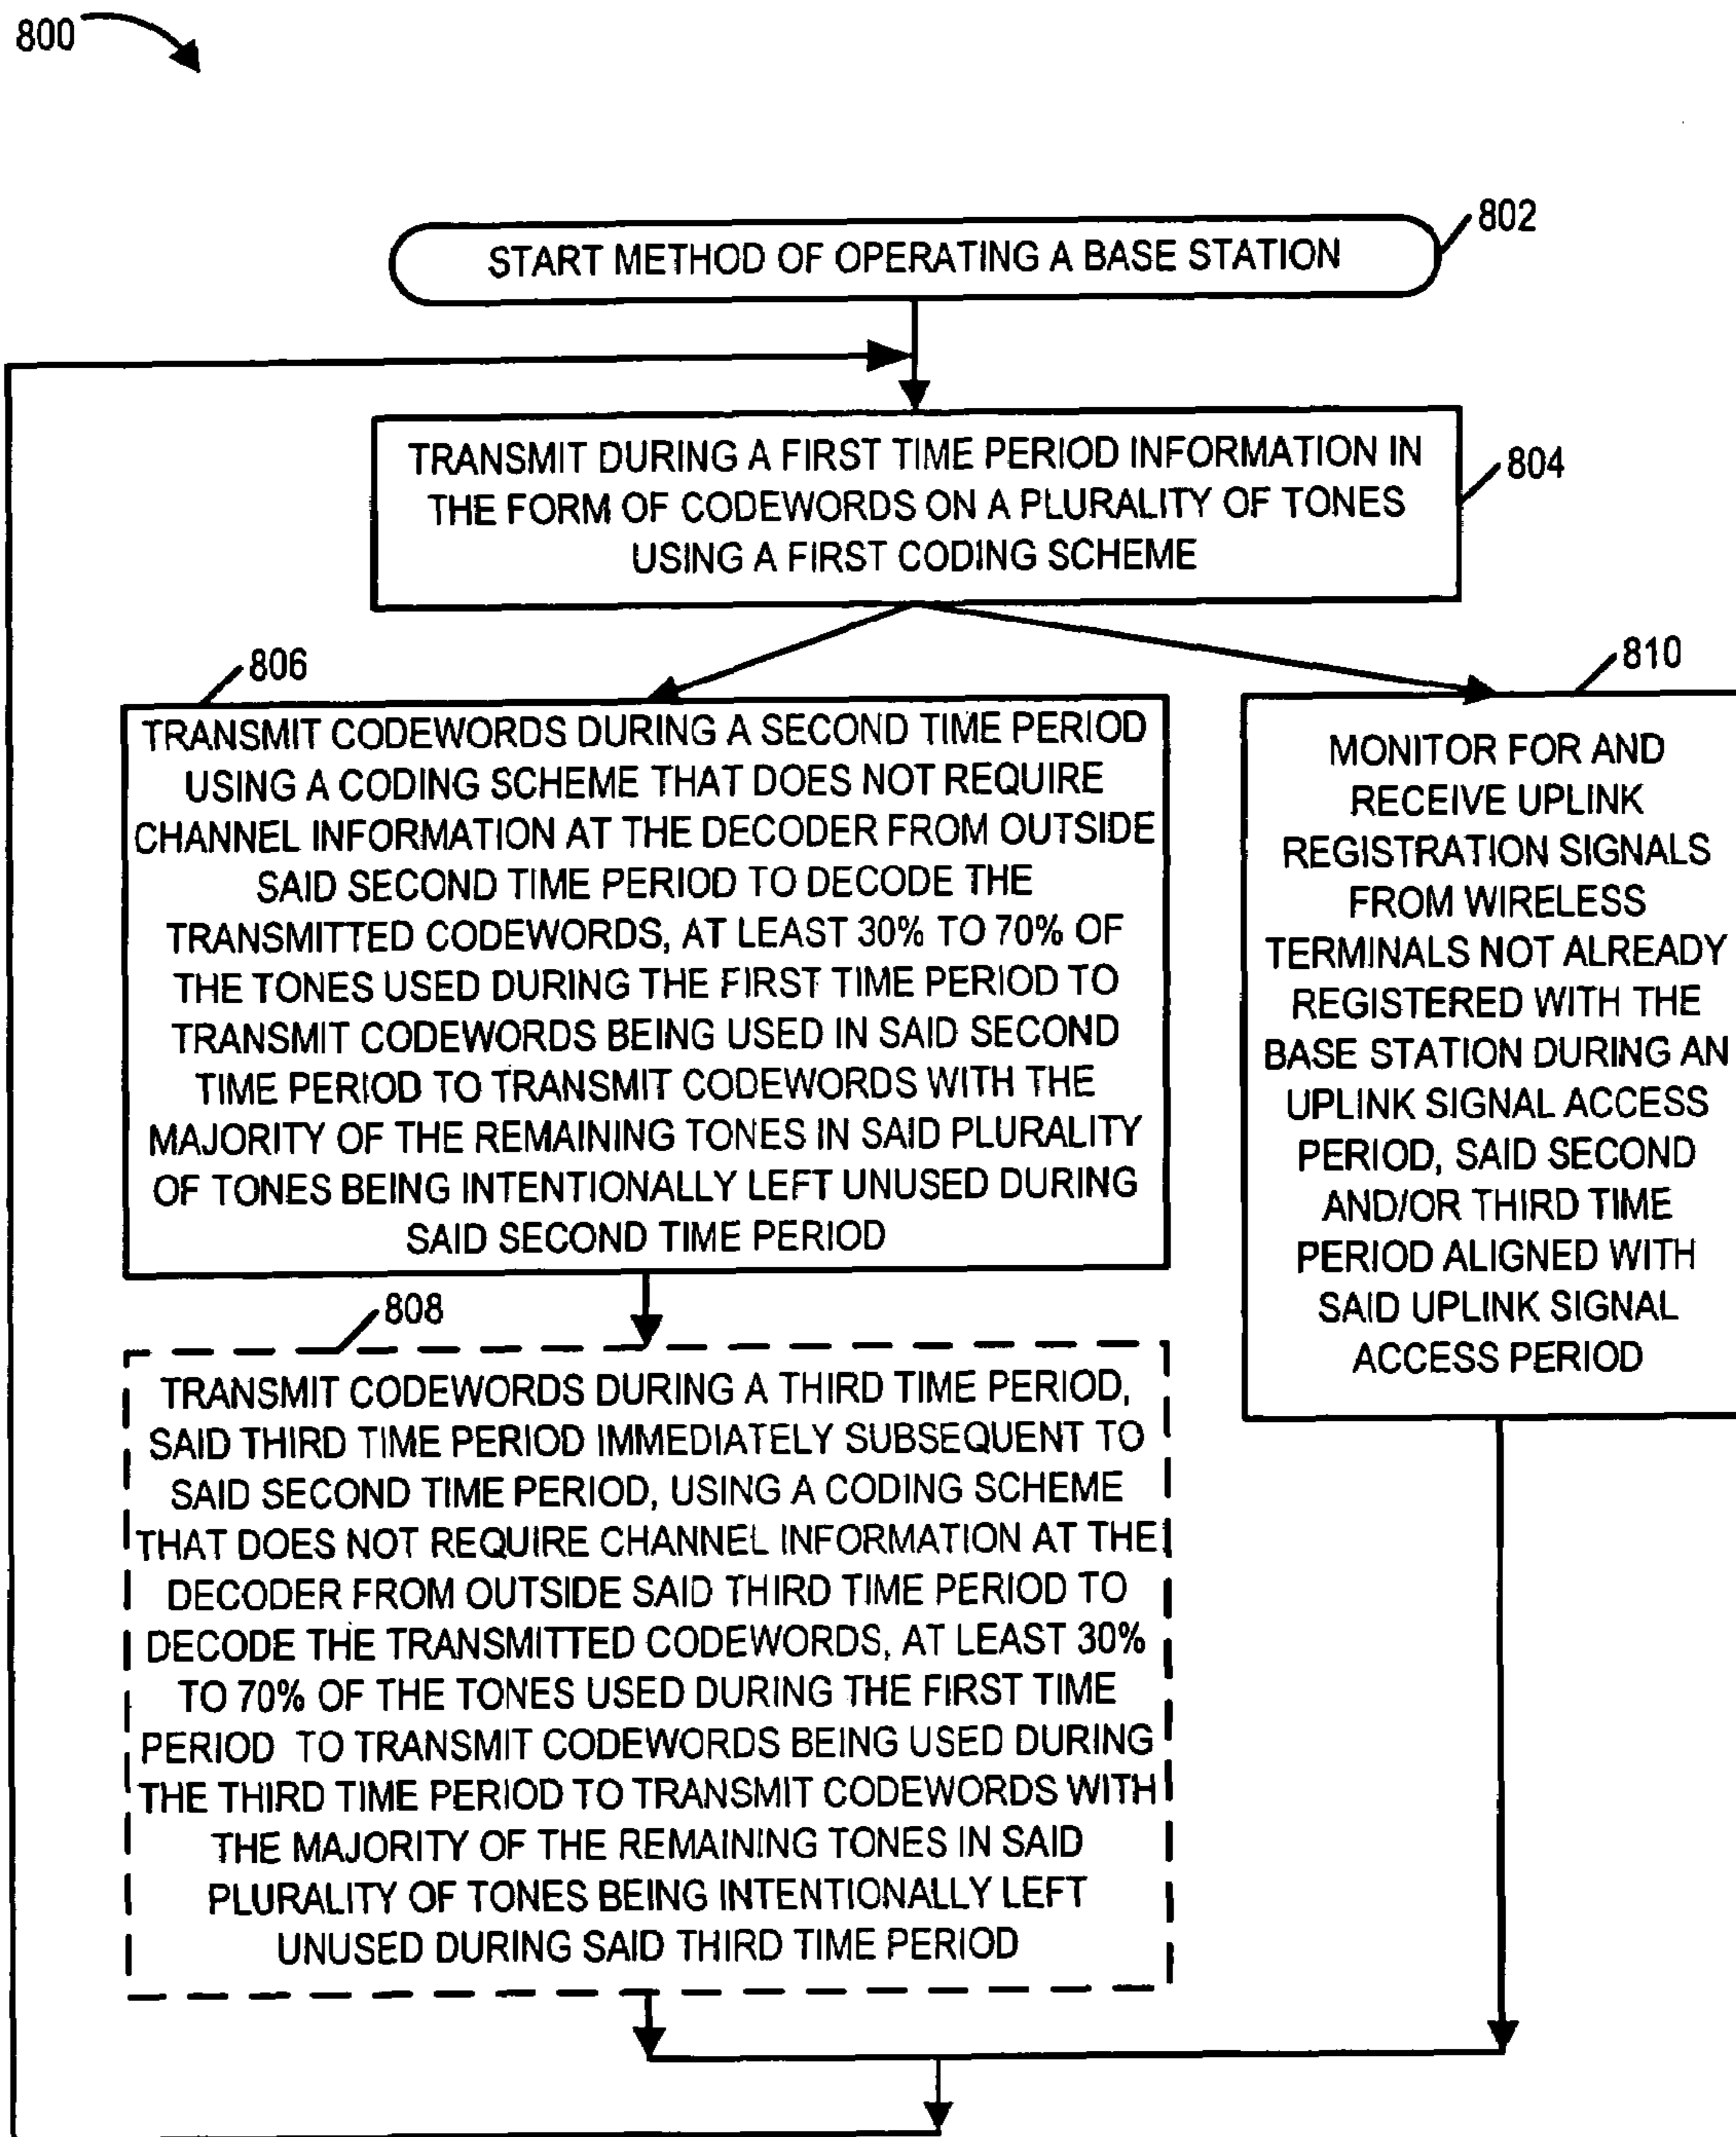 800
802
START METHOD OF OPERATING A BASE STATION
TRANSMIT DURING A FIRST TIME PERIOD INFORMATION IN
THE FORM OF CODEWORDS ON A PLURALITY OF TONES
USING A FIRST CODING SCHEME
804
806
TRANSMIT CODEWORDS DURING A SECOND TIME PERIOD
USING A CODING SCHEME THAT DOES NOT REQUIRE
CHANNEL INFORMATION AT THE DECODER FROM OUTSIDE
SAID SECOND TIME PERIOD TO DECODE THE
TRANSMITTED CODEWORDS, AT LEAST 30% TO 70% OF
THE TONES USED DURING THE FIRST TIME PERIOD TO
TRANSMIT CODEWORDS BEING USED IN SAID SECOND
TIME PERIOD TO TRANSMIT CODEWORDS WITH THE
MAJORITY OF THE REMAINING TONES IN SAID PLURALITY
OF TONES BEING INTENTIONALLY LEFT UNUSED DURING
SAID SECOND TIME PERIOD
808
TRANSMIT CODEWORDS DURING A THIRD TIME PERIOD,
SAID THIRD TIME PERIOD IMMEDIATELY SUBSEQUENT TO
SAID SECOND TIME PERIOD, USING A CODING SCHEME
THAT DOES NOT REQUIRE CHANNEL INFORMATION AT THE
DECODER FROM OUTSIDE SAID THIRD TIME PERIOD TO
DECODE THE TRANSMITTED CODEWORDS, AT LEAST 30%
TO 70% OF THE TONES USED DURING THE FIRST TIME
PERIOD TO TRANSMIT CODEWORDS BEING USED DURING
THE THIRD TIME PERIOD TO TRANSMIT CODEWORDS WITH
THE MAJORITY OF THE REMAINING TONES IN SAID
PLURALITY OF TONES BEING INTENTIONALLY LEFT
UNUSED DURING SAID THIRD TIME PERIOD
810
MONITOR FOR AND
RECEIVE UPLINK
REGISTRATION SIGNALS
FROM WIRELESS
TERMINALS NOT ALREADY
REGISTERED WITH THE
BASE STATION DURING AN
UPLINK SIGNAL ACCESS
PERIOD, SAID SECOND
AND/OR THIRD TIME
PERIOD ALIGNED WITH
SAID UPLINK SIGNAL
ACCESS PERIOD